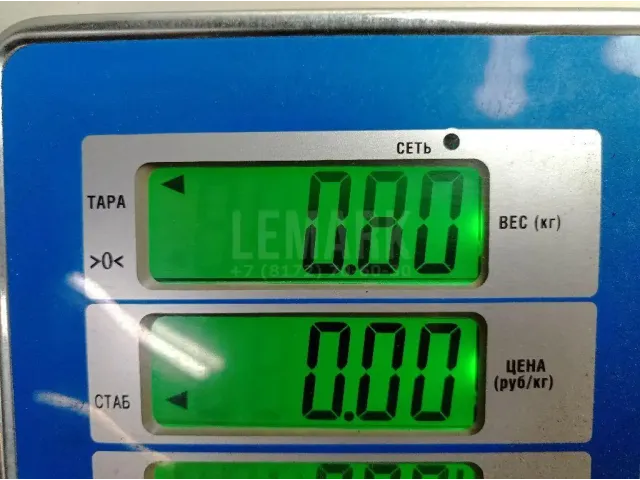 СЕТЬ
ТАРА
>0<
0.80
ВЕС (кг)
LEMARK
СТАБ
0.00
ЦЕНА
(руб/кг)